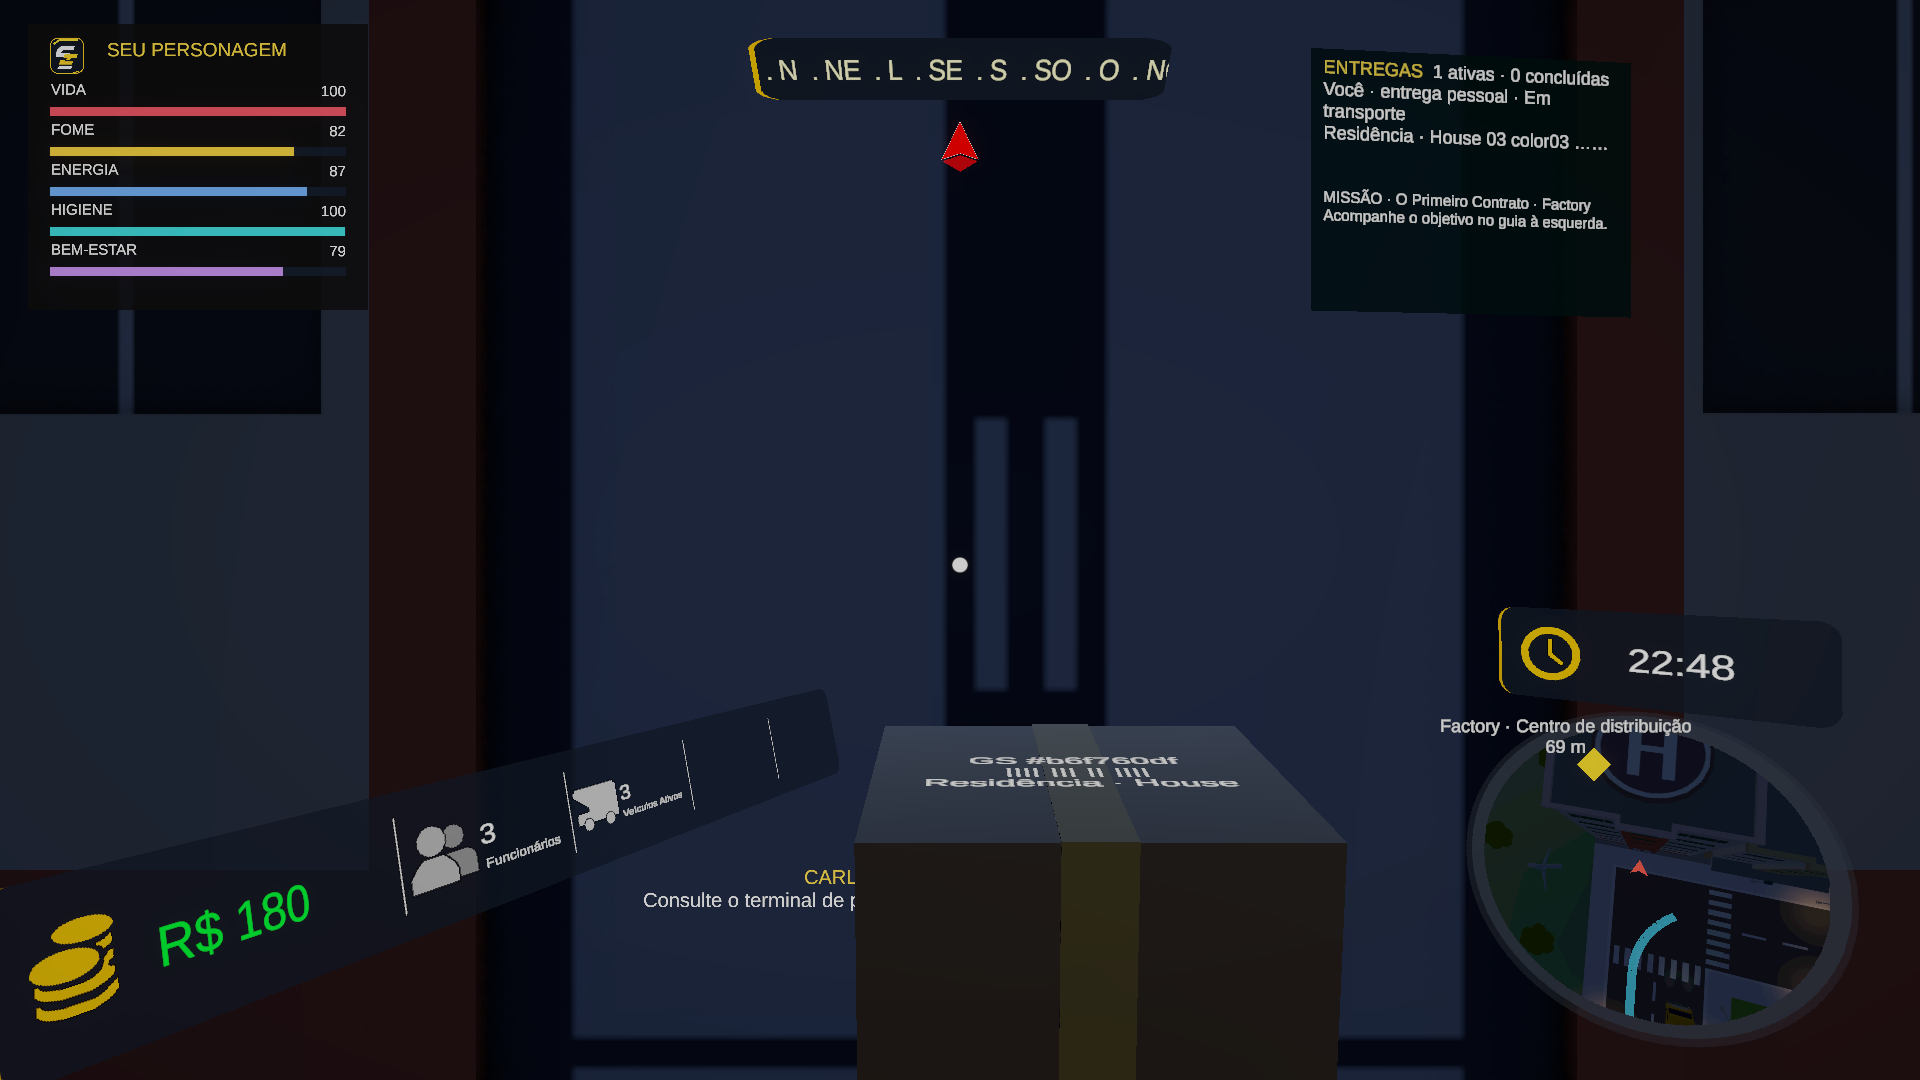 SEU PERSONAGEM
VIDA 100
FOME 82
ENERGIA 87
HIGIENE 100
BEM-ESTAR 79
. N . NE . L . SE . S . SO . O . N
ENTREGAS 1 ativas · 0 concluídas
Você · entrega pessoal · Em
transporte
Residência · House 03 color03 ......
MISSÃO · O Primeiro Contrato · Factory
Acompanhe o objetivo no guia à esquerda.
22:48
Factory · Centro de distribuição
69 m
H
GS #b6f760df
Residência · House
3
Funcionários
3
Veículos Ativos
R$ 180
CARL
Consulte o terminal de p